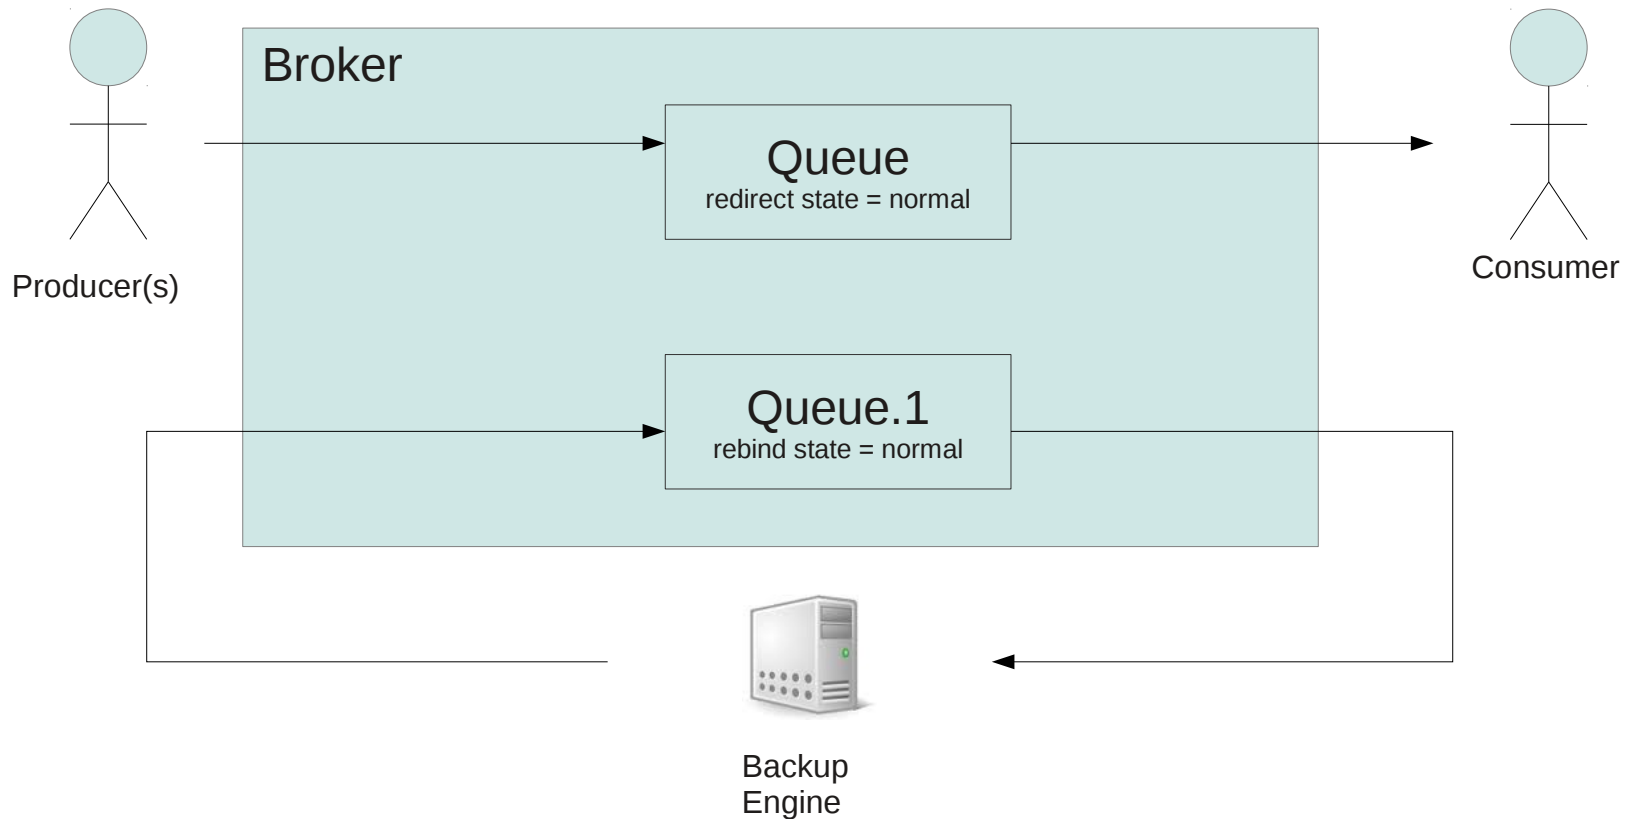 Broker
Queue
redirect state = normal
Producer(s)
Consumer
Queue.1
rebind state = normal
Backup
Engine